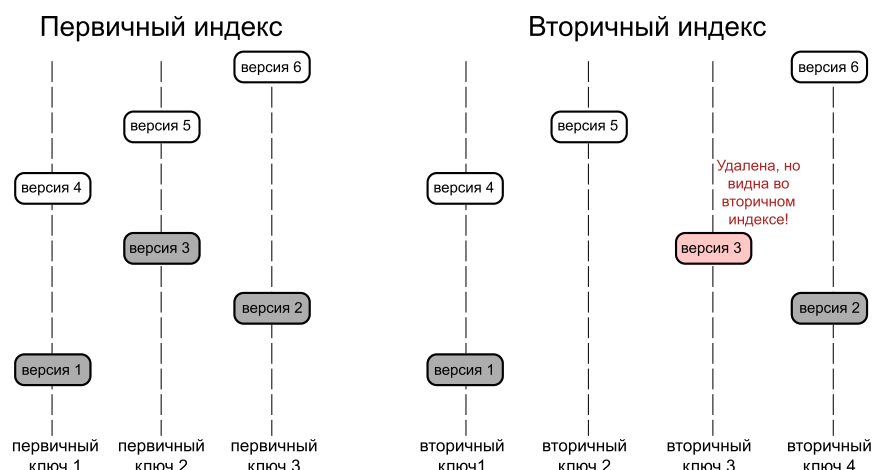 Первичный индекс
Вторичный индекс
версия 6
версия 5
версия 4
версия 3
версия 2
версия 1
первичный
ключ 1
первичный
ключ 2
первичный
ключ 3
версия 6
версия 5
версия 4
Удалена, но
видна во
вторичном
индексе!
версия 3
версия 2
версия 1
вторичный
ключ1
вторичный
ключ 2
вторичный
ключ 3
вторичный
ключ 4